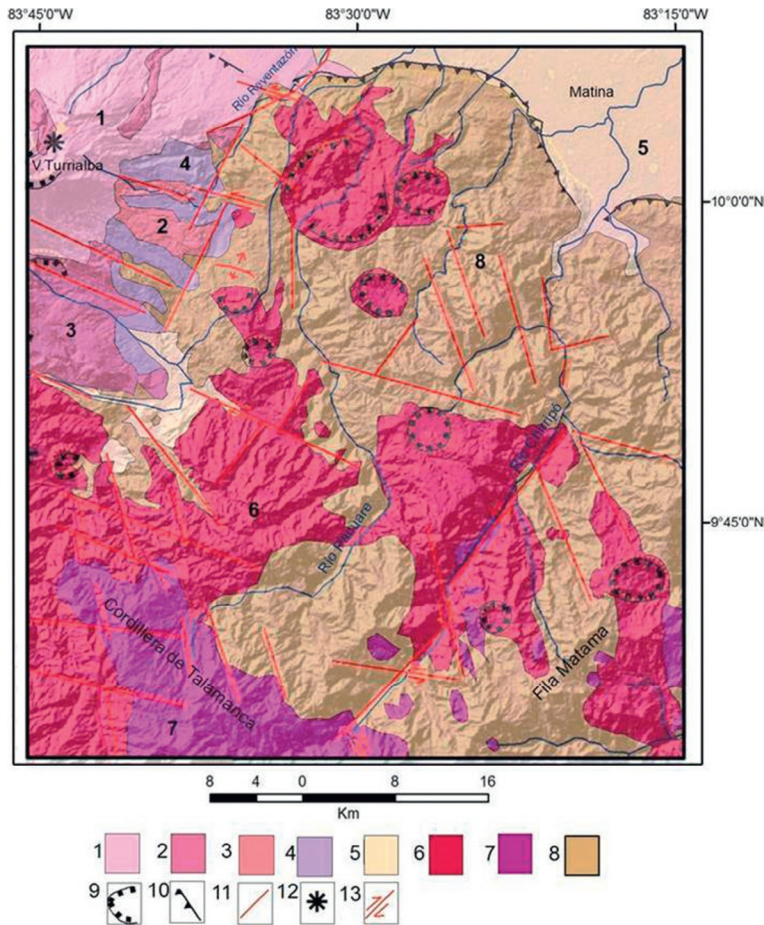 83°45'0"W 83°30'0"W 83°15'0"W
Río Reventazón
Matina
1
5
V.Turrialba
4
10°0'0"N
2
8
3
Río Chirripó
6
Río Pacuare
9°45'0"N
Cordillera de Talamanca
Fila Matama
7
8 4 0 8 16
Km
1 2 3 4 5 6 7 8
9 10 11 12 13